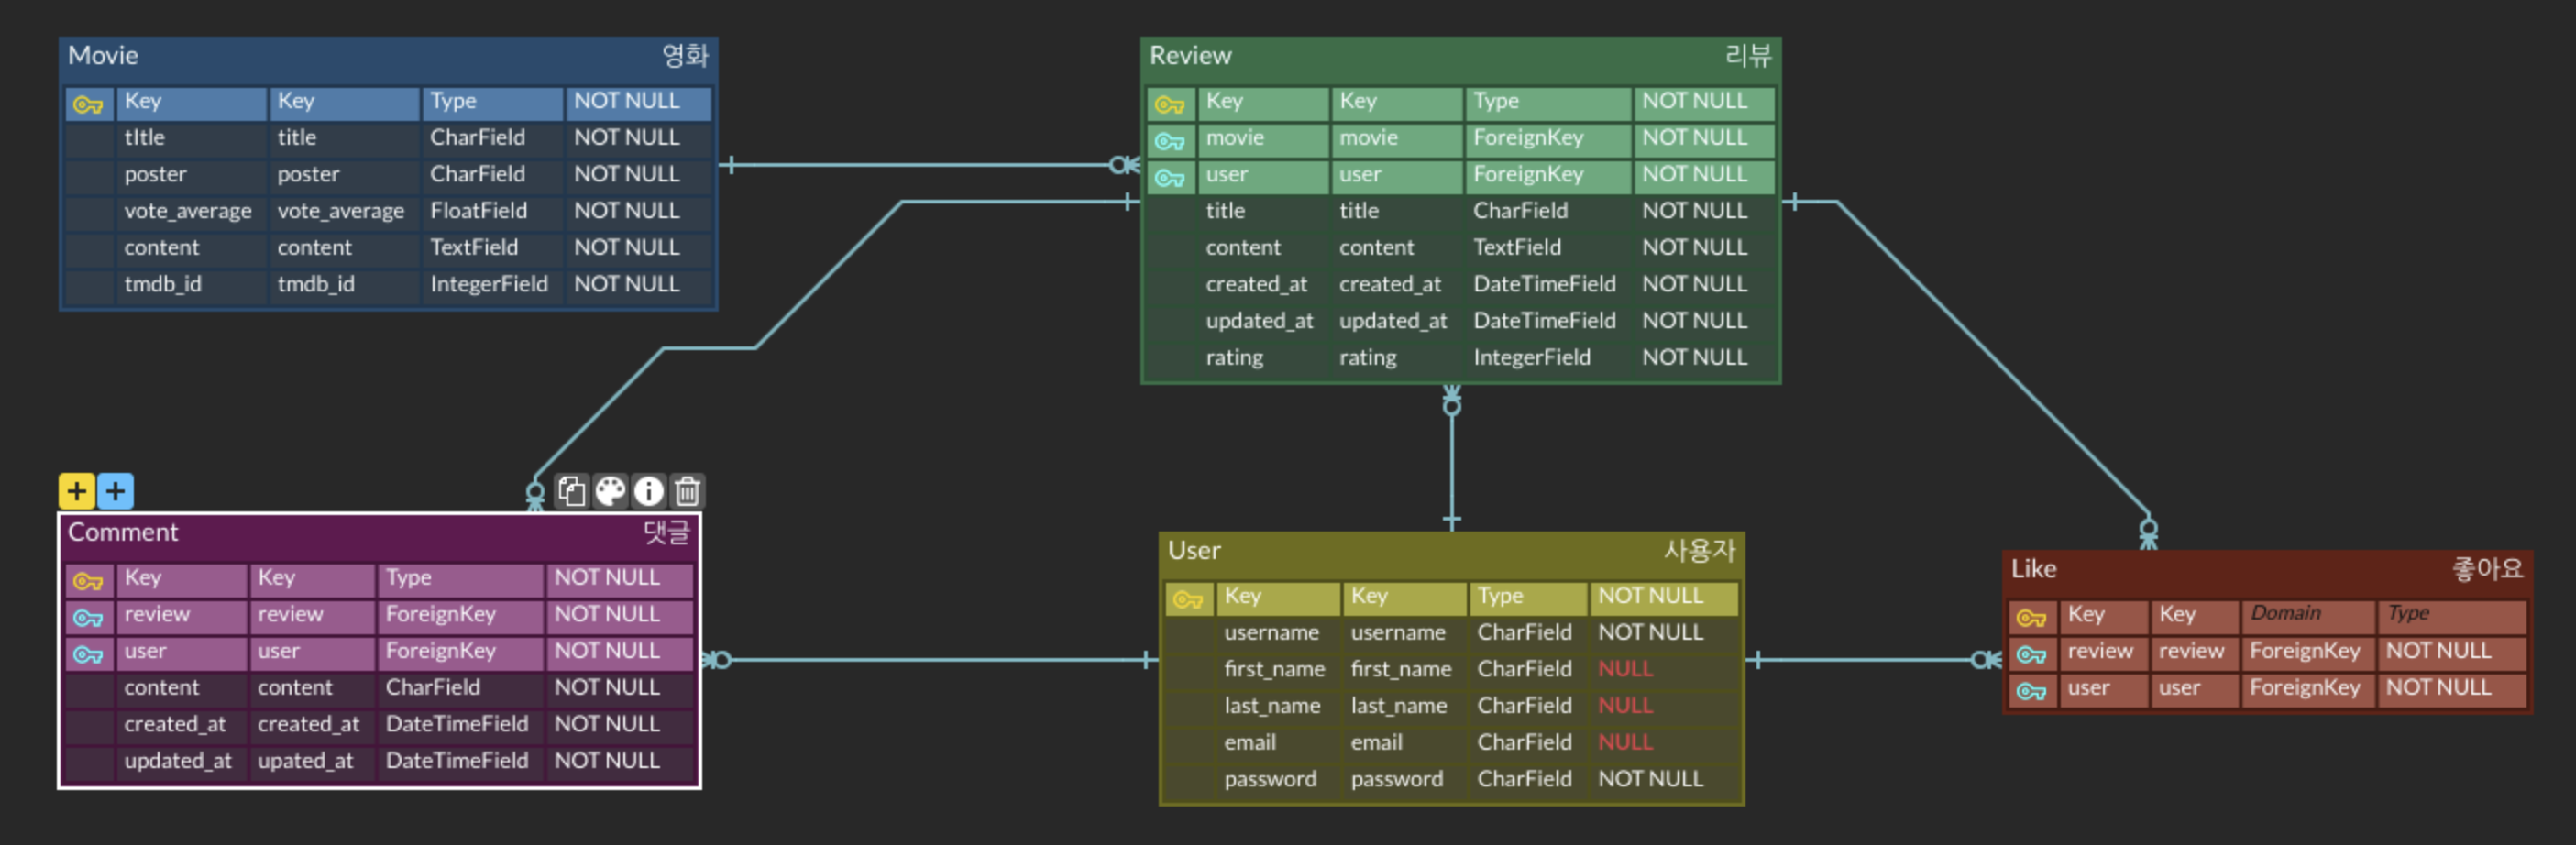 Movie 영화
Key Key Type NOT NULL
tItle title CharField NOT NULL
poster poster CharField NOT NULL
vote_average vote_average FloatField NOT NULL
content content TextField NOT NULL
tmdb_id tmdb_id IntegerField NOT NULL
Review 리뷰
Key Key Type NOT NULL
movie movie ForeignKey NOT NULL
user user ForeignKey NOT NULL
title title CharField NOT NULL
content content TextField NOT NULL
created_at created_at DateTimeField NOT NULL
updated_at updated_at DateTimeField NOT NULL
rating rating IntegerField NOT NULL
Comment 댓글
Key Key Type NOT NULL
review review ForeignKey NOT NULL
user user ForeignKey NOT NULL
content content CharField NOT NULL
created_at created_at DateTimeField NOT NULL
updated_at upated_at DateTimeField NOT NULL
User 사용자
Key Key Type NOT NULL
username username CharField NOT NULL
first_name first_name CharField NULL
last_name last_name CharField NULL
email email CharField NULL
password password CharField NOT NULL
Like 좋아요
Key Key Domain Type
review review ForeignKey NOT NULL
user user ForeignKey NOT NULL